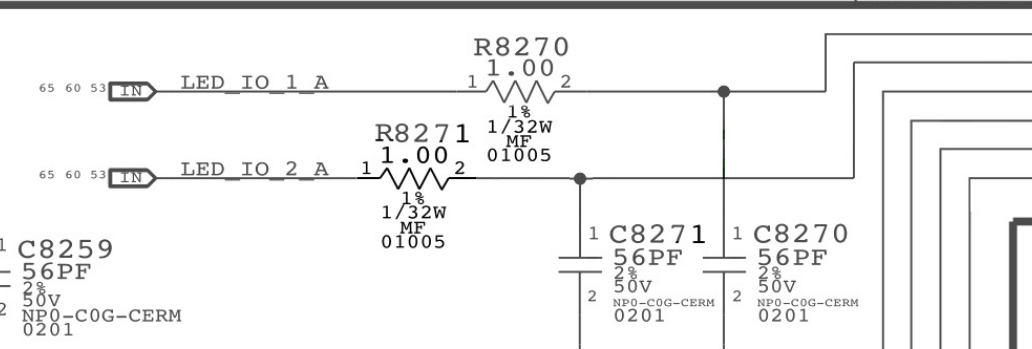 R8270
1.00
1 2
65 60 53 IN LED_IO_1_A
1%
1/32W
MF
01005
R8271
1.00
1 2
65 60 53 IN LED_IO_2_A
1%
1/32W
MF
01005
1 C8259
56PF
2%
50V
2 NP0-C0G-CERM
0201
1 C8271
56PF
2%
50V
2 NP0-C0G-CERM
0201
1 C8270
56PF
2%
50V
2 NP0-C0G-CERM
0201